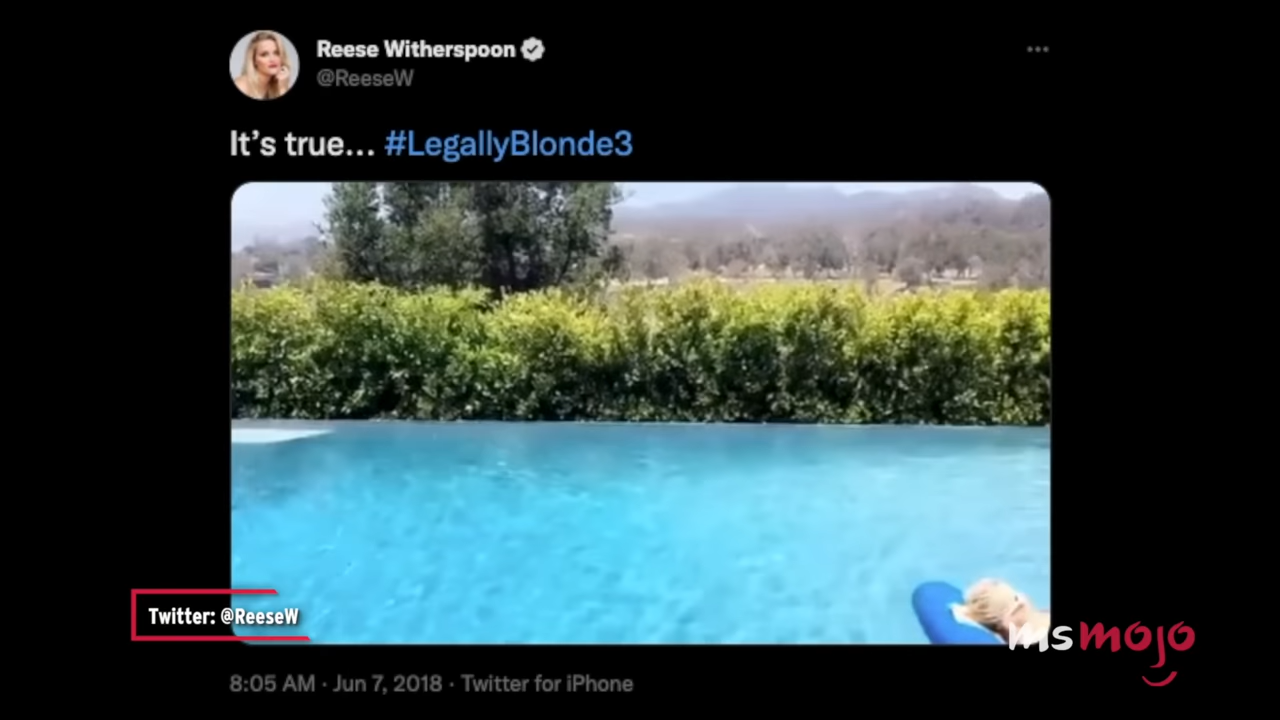 Reese Witherspoon
@ReeseW
It's true... #LegallyBlonde3
Twitter: @ReeseW
msmojo
8:05 AM · Jun 7, 2018 · Twitter for iPhone